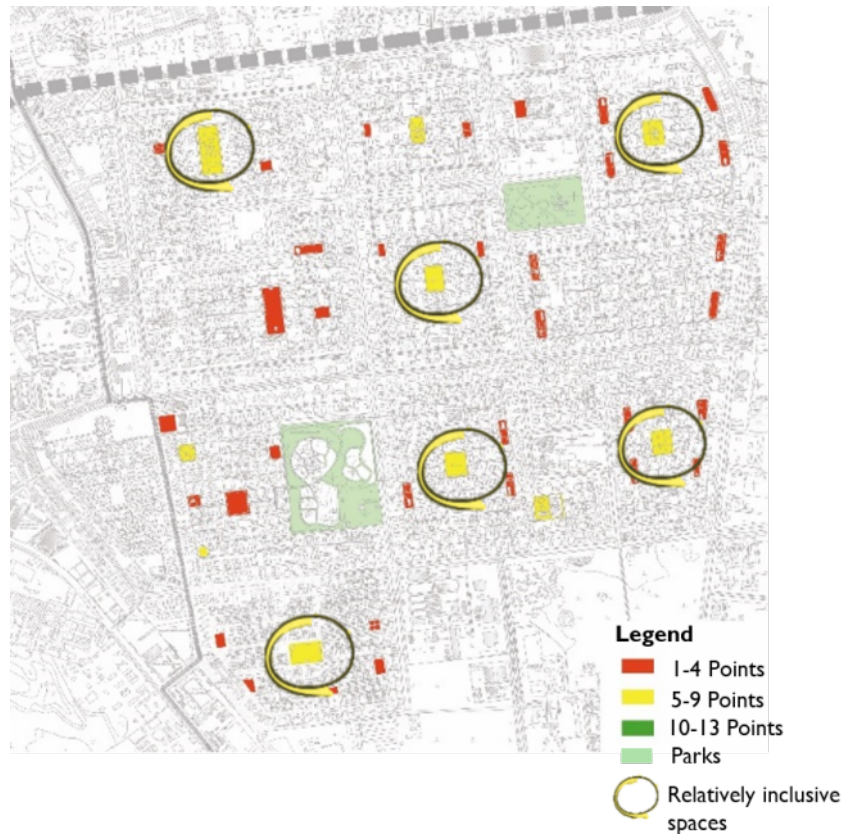 Legend
1-4 Points
5-9 Points
10-13 Points
Parks
Relatively inclusive
spaces